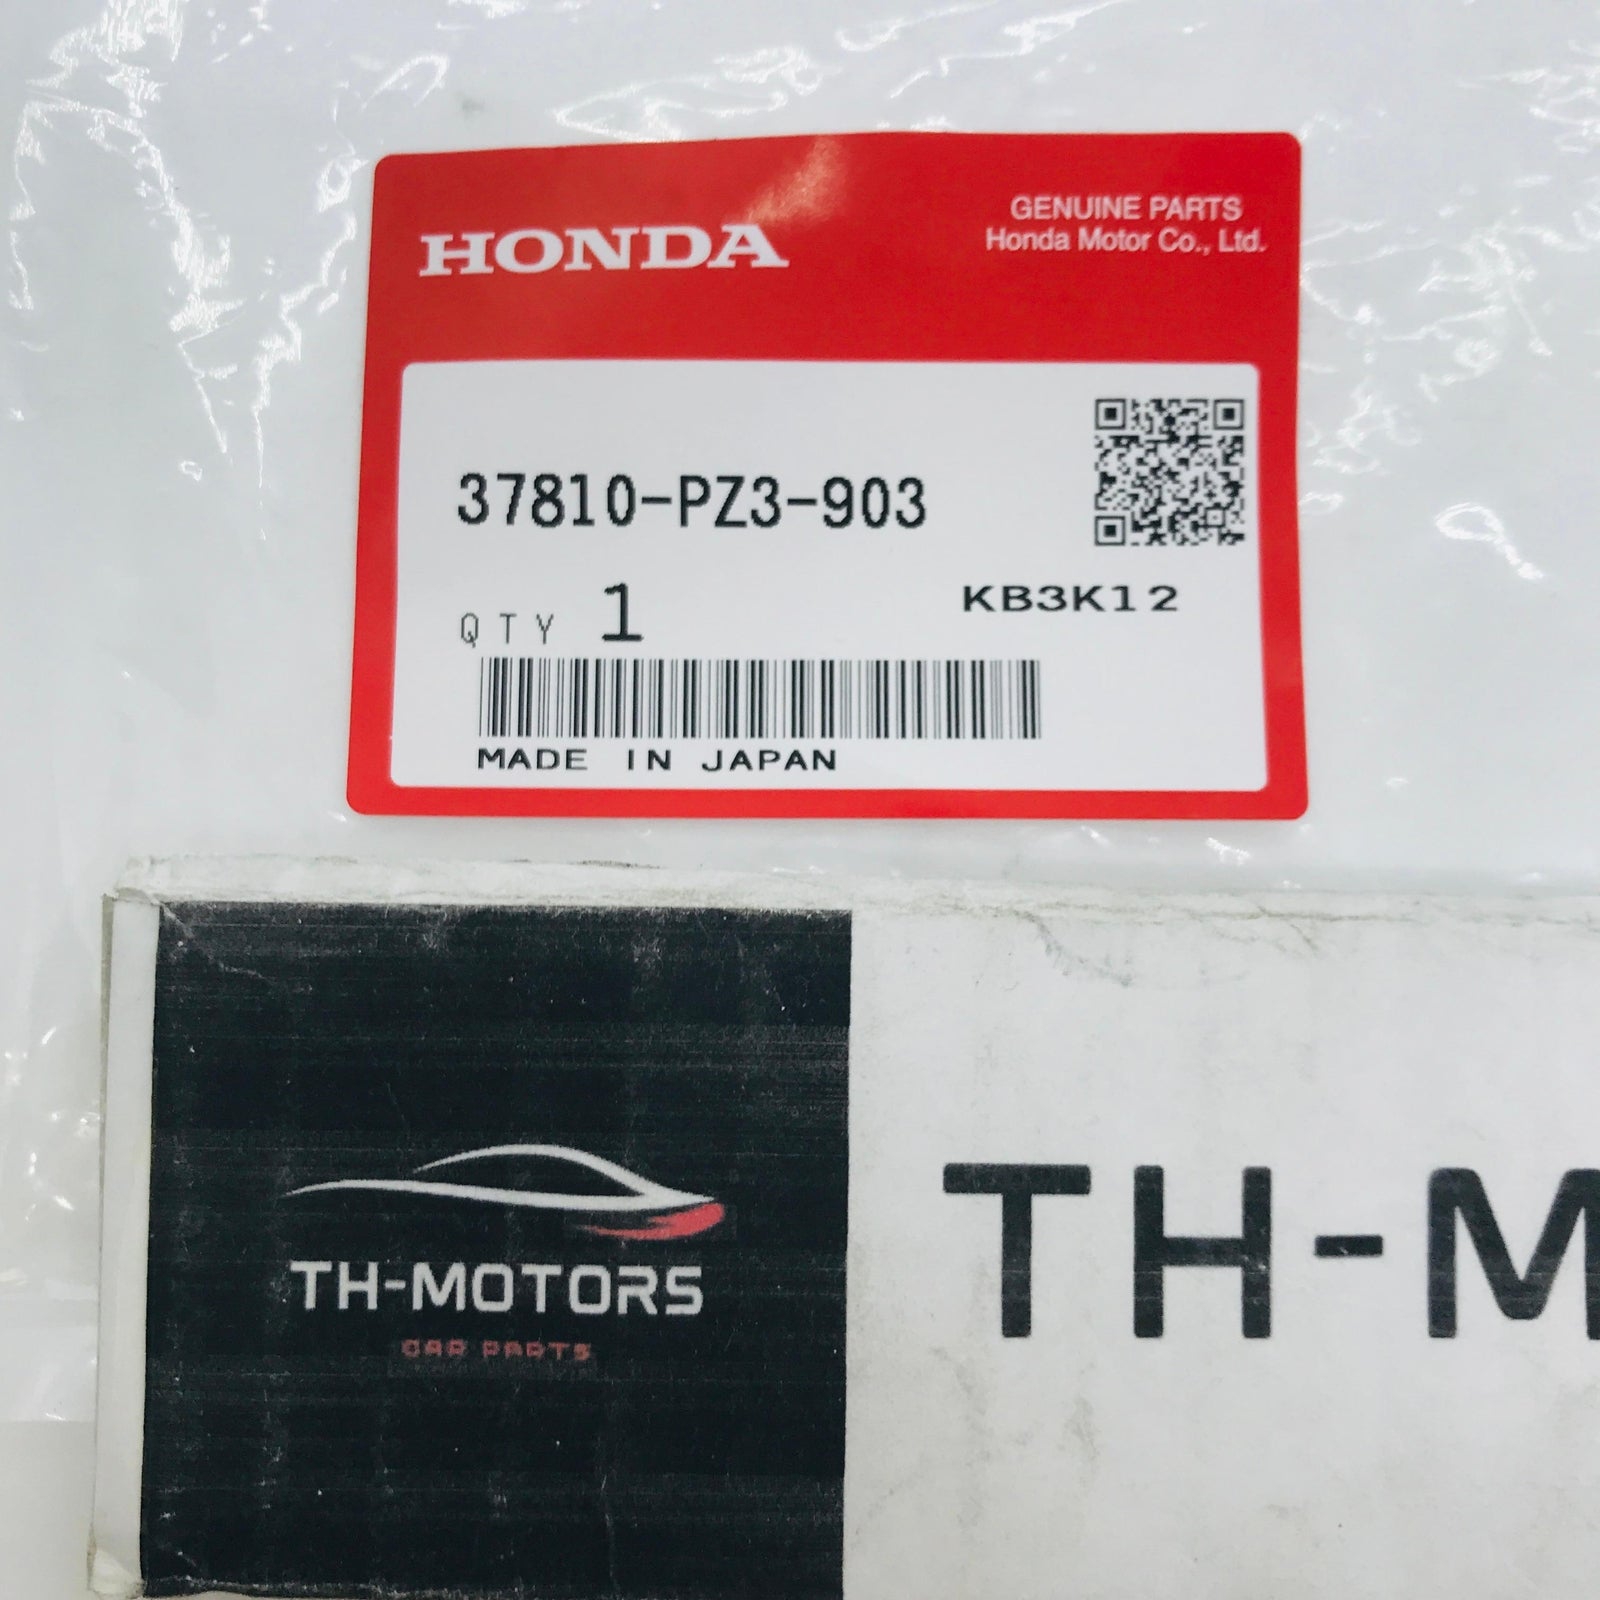 HONDA
GENUINE PARTS
Honda Motor Co., Ltd.
37810-PZ3-903
QTY 1
KB3K12
MADE IN JAPAN
TH-MOTORS
CAR PARTS
TH-M